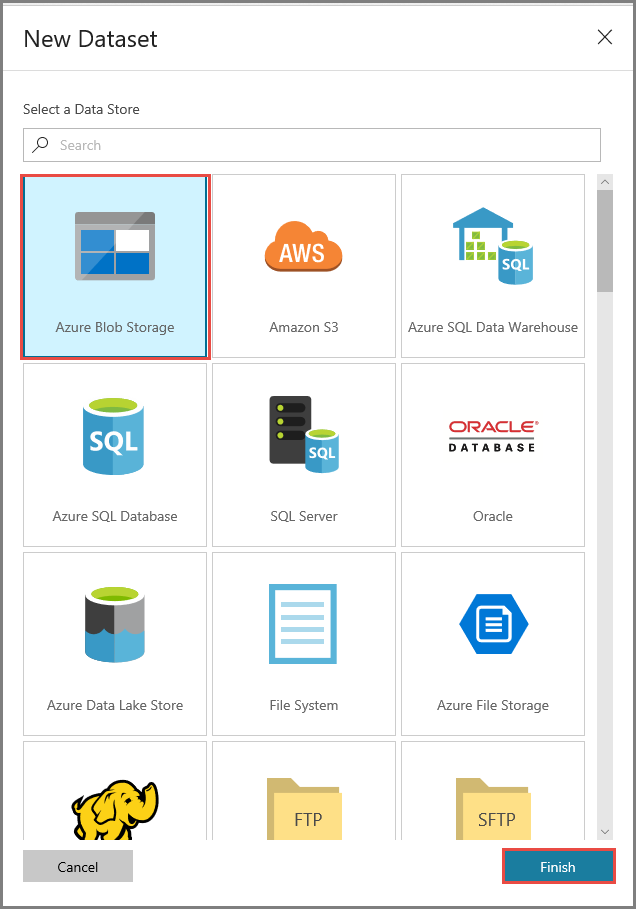 New Dataset
Select a Data Store
Search
AWS
SQL
Azure Blob Storage
Amazon S3
Azure SQL Data Warehouse
SQL
SQL
ORACLE®
DATABASE
Azure SQL Database
SQL Server
Oracle
Azure Data Lake Store
File System
Azure File Storage
FTP
SFTP
Cancel
Finish